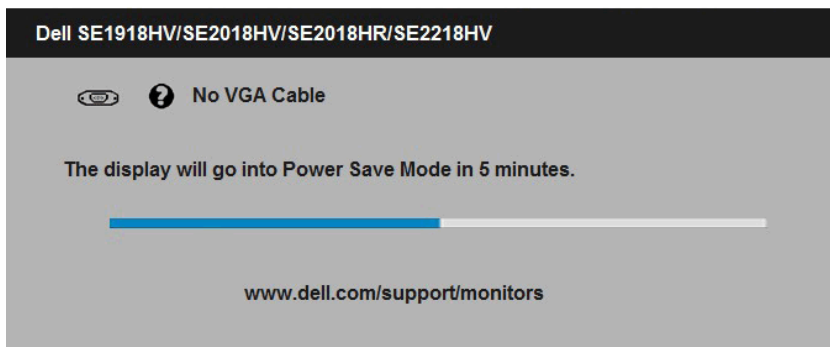 Dell SE1918HV/SE2018HV/SE2018HR/SE2218HV
No VGA Cable
The display will go into Power Save Mode in 5 minutes.
www.dell.com/support/monitors